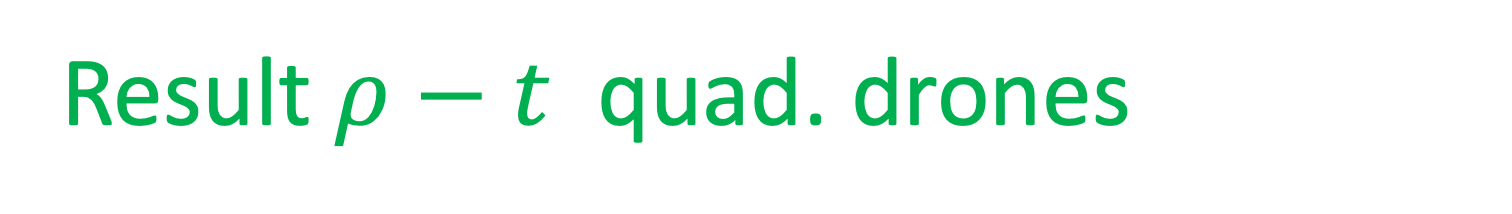 Result ρ − t quad. drones